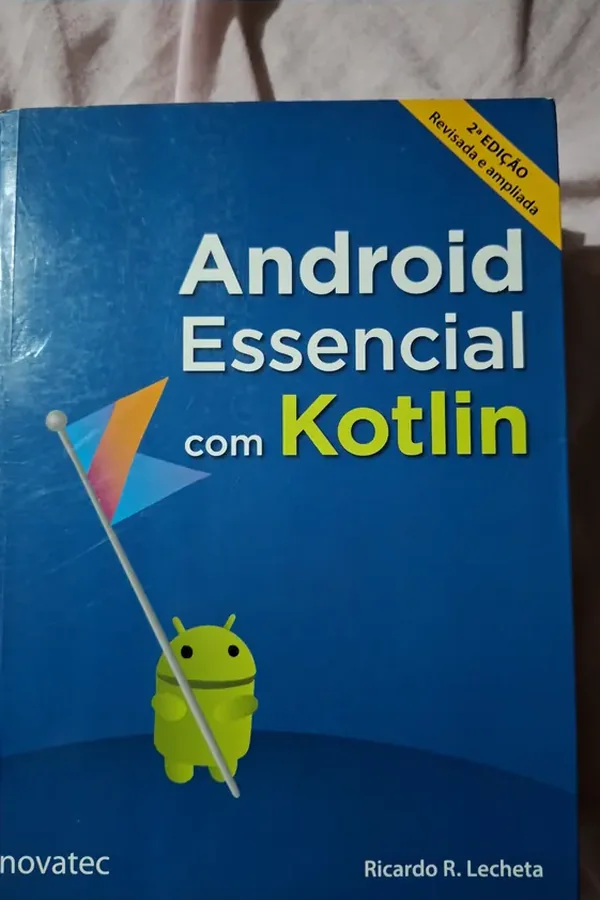 2ª EDIÇÃO
Revisada e ampliada
Android
Essencial
com Kotlin
novatec
Ricardo R. Lecheta